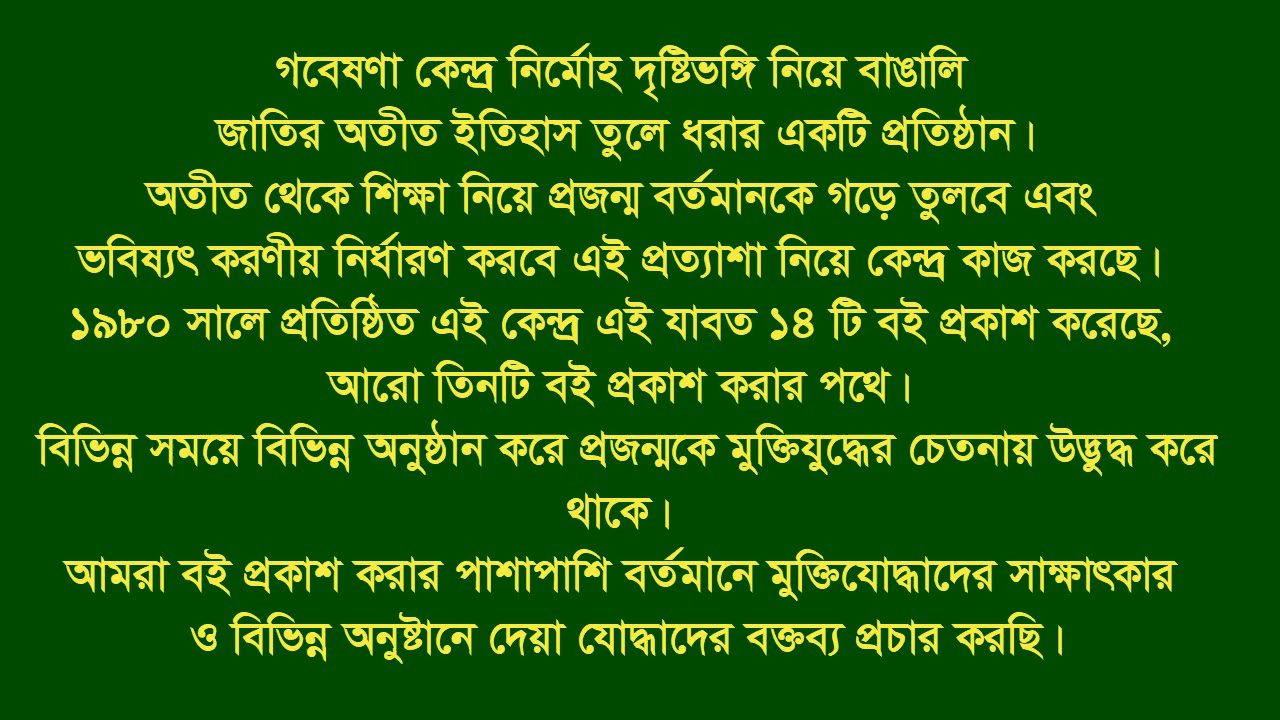 গবেষণা কেন্দ্র নির্মোহ দৃষ্টিভঙ্গি নিয়ে বাঙালি
জাতির অতীত ইতিহাস তুলে ধরার একটি প্রতিষ্ঠান।
অতীত থেকে শিক্ষা নিয়ে প্রজন্ম বর্তমানকে গড়ে তুলবে এবং
ভবিষ্যৎ করণীয় নির্ধারণ করবে এই প্রত্যাশা নিয়ে কেন্দ্র কাজ করছে।
১৯৮০ সালে প্রতিষ্ঠিত এই কেন্দ্র এই যাবত ১৪ টি বই প্রকাশ করেছে,
আরো তিনটি বই প্রকাশ করার পথে।
বিভিন্ন সময়ে বিভিন্ন অনুষ্ঠান করে প্রজন্মকে মুক্তিযুদ্ধের চেতনায় উদ্ভুদ্ধ করে
থাকে।
আমরা বই প্রকাশ করার পাশাপাশি বর্তমানে মুক্তিযোদ্ধাদের সাক্ষাৎকার
ও বিভিন্ন অনুষ্টানে দেয়া যোদ্ধাদের বক্তব্য প্রচার করছি।